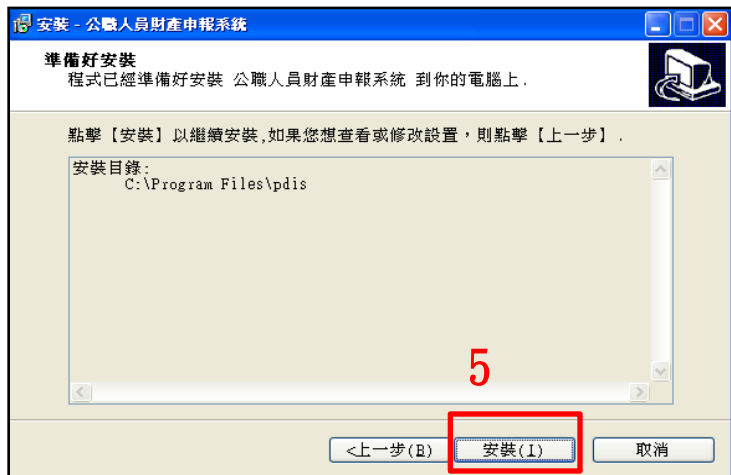 安裝 - 公職人員財產申報系統
準備好安裝
程式已經準備好安裝 公職人員財產申報系統 到你的電腦上.
點擊【安裝】以繼續安裝,如果您想查看或修改設置,則點擊【上一步】.
安裝目錄:
C:\Program Files\pdis
5
<上一步(B) 安裝(I) 取消